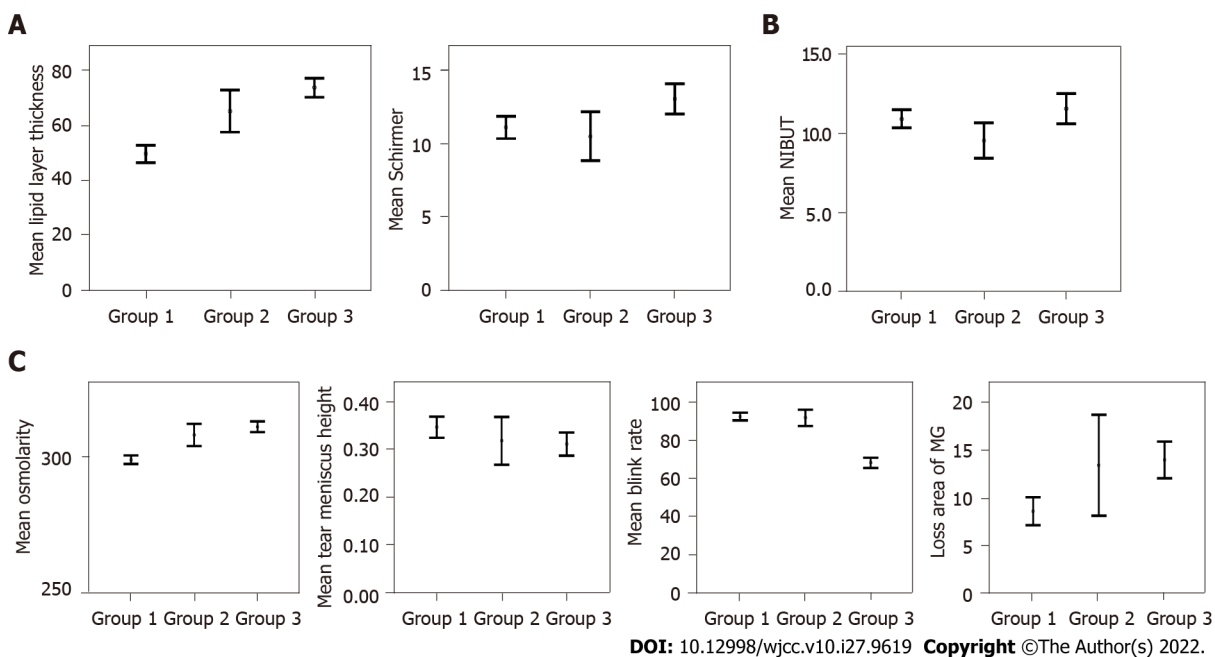 A
Mean lipid layer thickness
80
60
40
20
0
Group 1 Group 2 Group 3
Mean Schirmer
15
10
5
0
Group 1 Group 2 Group 3
B
Mean NIBUT
15.0
10.0
5.0
0.0
Group 1 Group 2 Group 3
C
Mean osmolarity
300
250
Group 1 Group 2 Group 3
Mean tear meniscus height
0.40
0.30
0.20
0.10
0.00
Group 1 Group 2 Group 3
Mean blink rate
100
80
60
40
20
0
Group 1 Group 2 Group 3
Loss area of MG
20
15
10
5
0
Group 1 Group 2 Group 3
DOI: 10.12998/wjcc.v10.i27.9619 Copyright ©The Author(s) 2022.